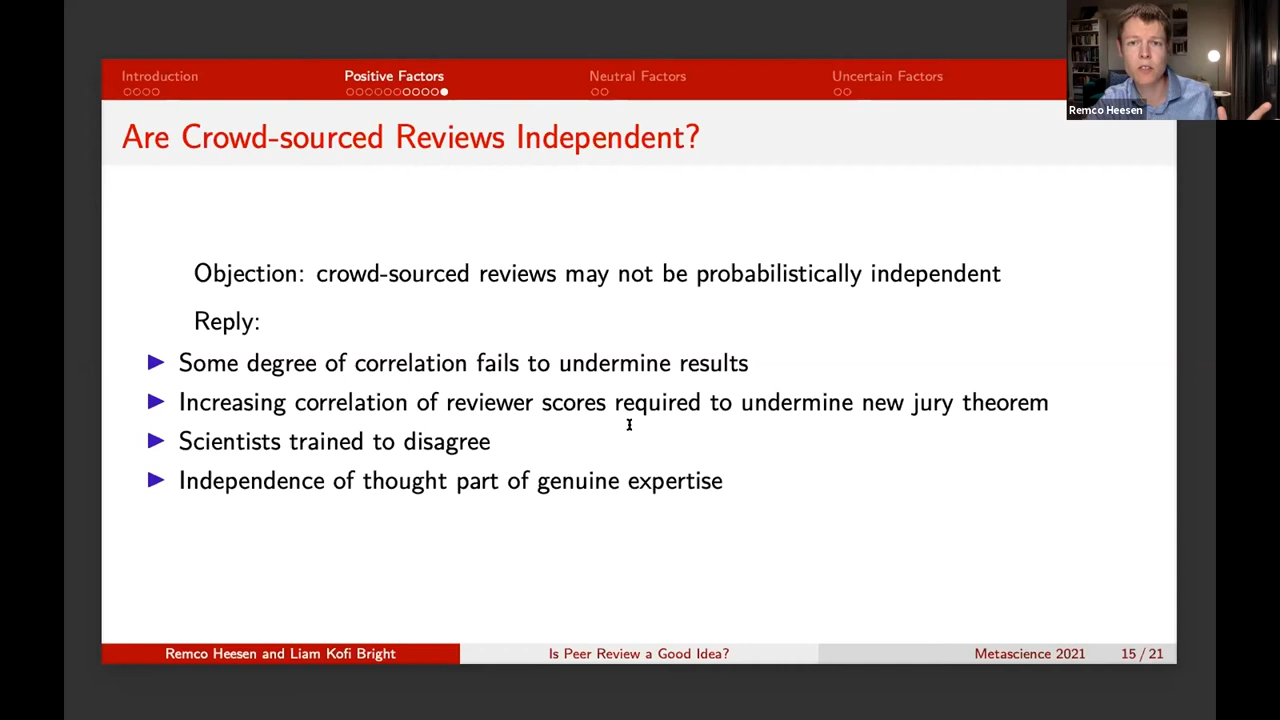 Introduction
Positive Factors
Neutral Factors
Uncertain Factors
Remco Heesen
Are Crowd-sourced Reviews Independent?
Objection: crowd-sourced reviews may not be probabilistically independent
Reply:
Some degree of correlation fails to undermine results
Increasing correlation of reviewer scores required to undermine new jury theorem
Scientists trained to disagree
Independence of thought part of genuine expertise
Remco Heesen and Liam Kofi Bright
Is Peer Review a Good Idea?
Metascience 2021
15 / 21